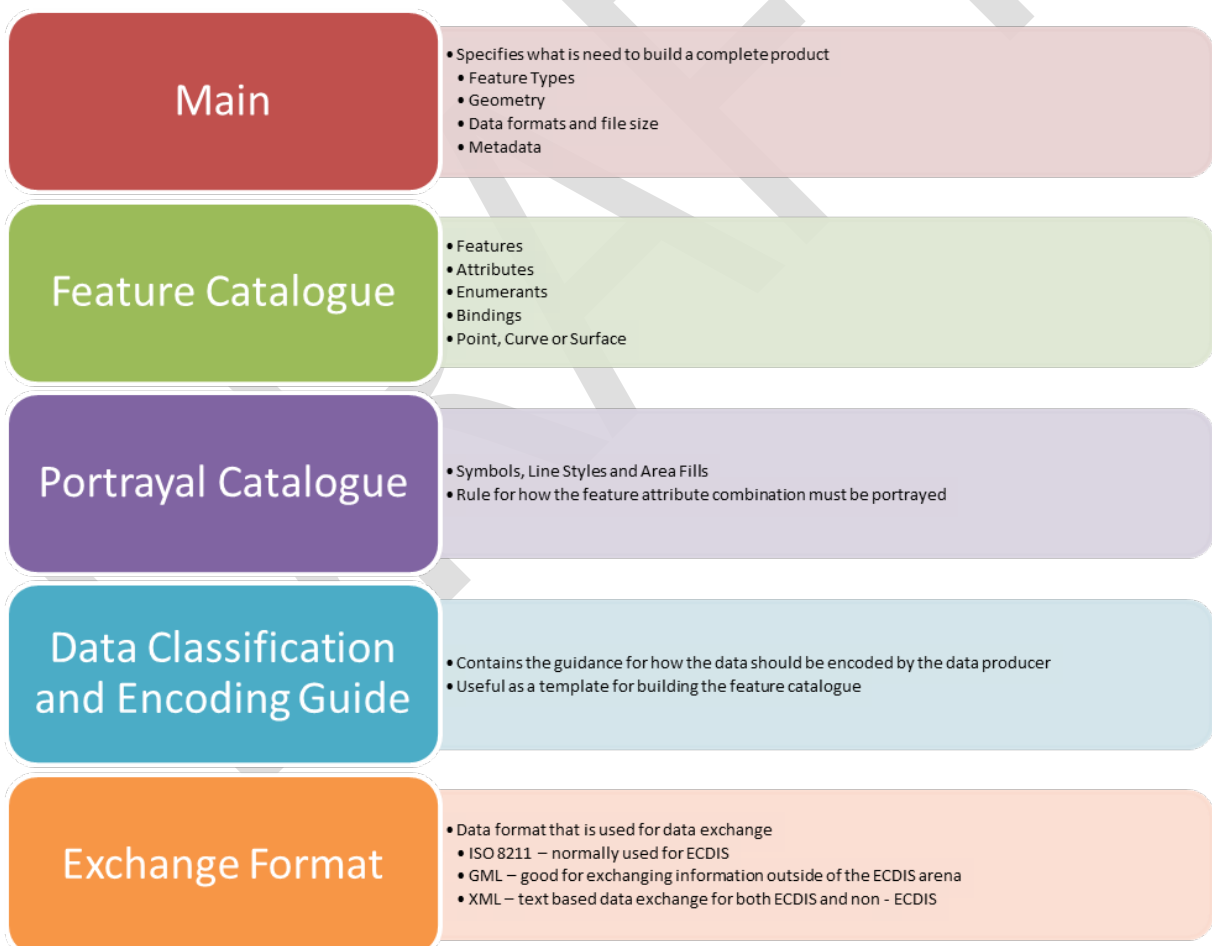 Main
• Specifies what is need to build a complete product
• Feature Types
• Geometry
• Data formats and file size
• Metadata
Feature Catalogue
• Features
• Attributes
• Enumerants
• Bindings
• Point, Curve or Surface
Portrayal Catalogue
• Symbols, Line Styles and Area Fills
• Rule for how the feature attribute combination must be portrayed
Data Classification
and Encoding Guide
• Contains the guidance for how the data should be encoded by the data producer
• Useful as a template for building the feature catalogue
Exchange Format
• Data format that is used for data exchange
• ISO 8211 – normally used for ECDIS
• GML – good for exchanging information outside of the ECDIS arena
• XML – text based data exchange for both ECDIS and non - ECDIS